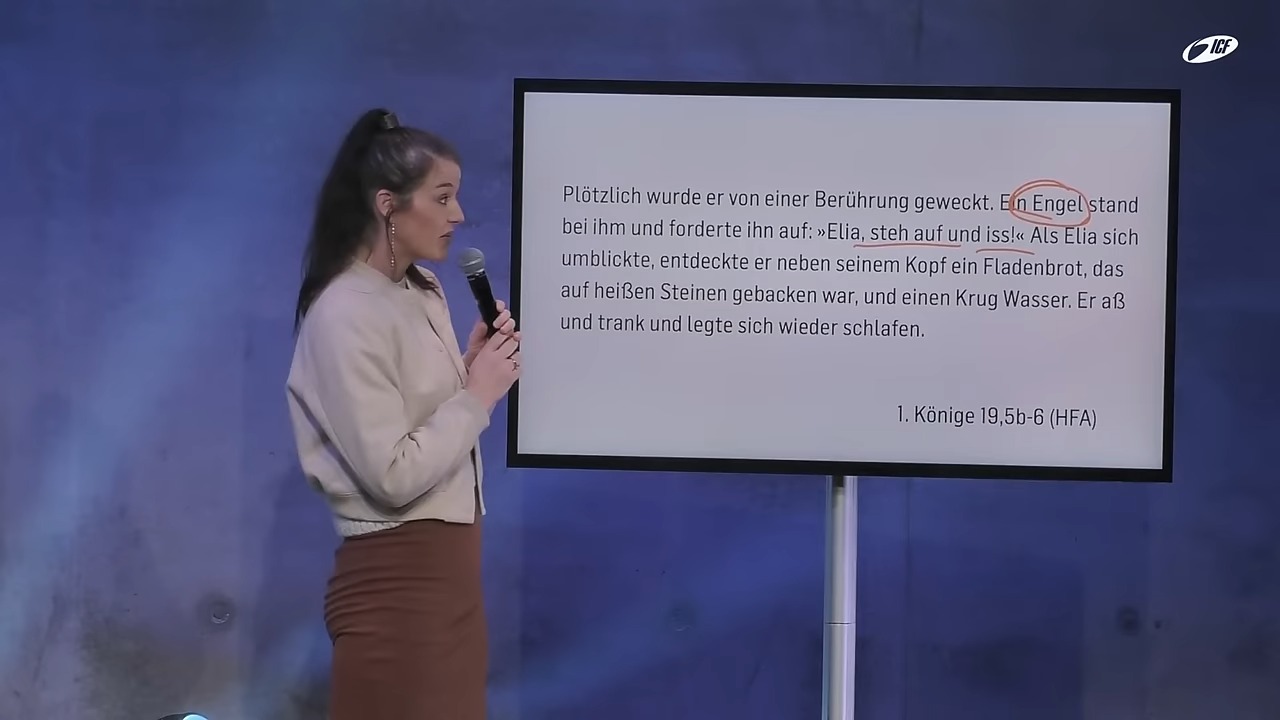 ICF
Plötzlich wurde er von einer Berührung geweckt. Ein Engel stand
bei ihm und forderte ihn auf: »Elia, steh auf und iss!« Als Elia sich
umblickte, entdeckte er neben seinem Kopf ein Fladenbrot, das
auf heißen Steinen gebacken war, und einen Krug Wasser. Er aß
und trank und legte sich wieder schlafen.
1. Könige 19,5b-6 (HFA)